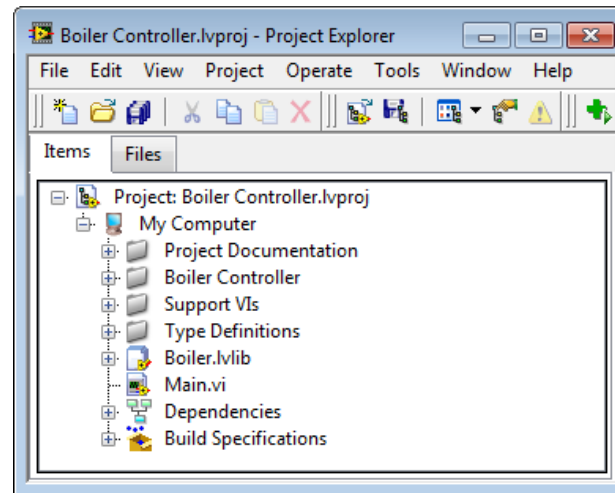 Boiler Controller.lvproj - Project Explorer
File Edit View Project Operate Tools Window Help
Items Files
Project: Boiler Controller.lvproj
My Computer
Project Documentation
Boiler Controller
Support VIs
Type Definitions
Boiler.lvlib
Main.vi
Dependencies
Build Specifications